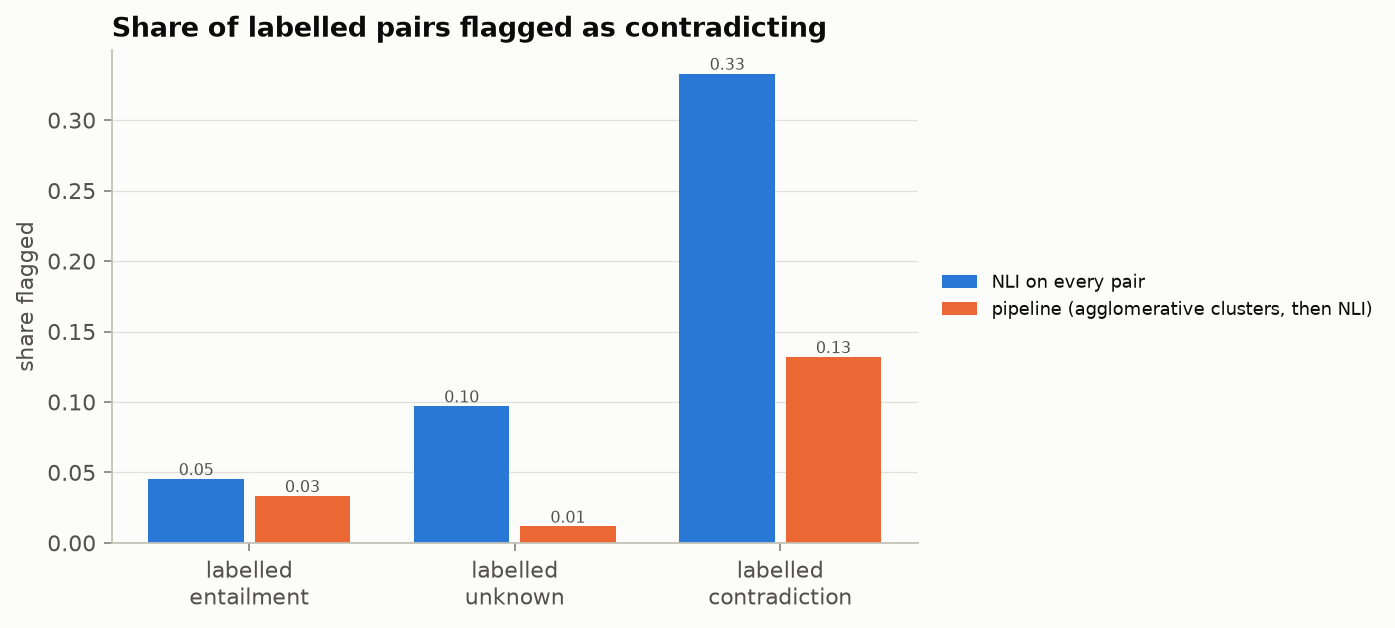 Share of labelled pairs flagged as contradicting
share flagged
0.30
0.25
0.20
0.15
0.10
0.05
0.00
0.05
0.03
0.10
0.01
0.33
0.13
labelled
entailment
labelled
unknown
labelled
contradiction
NLI on every pair
pipeline (agglomerative clusters, then NLI)